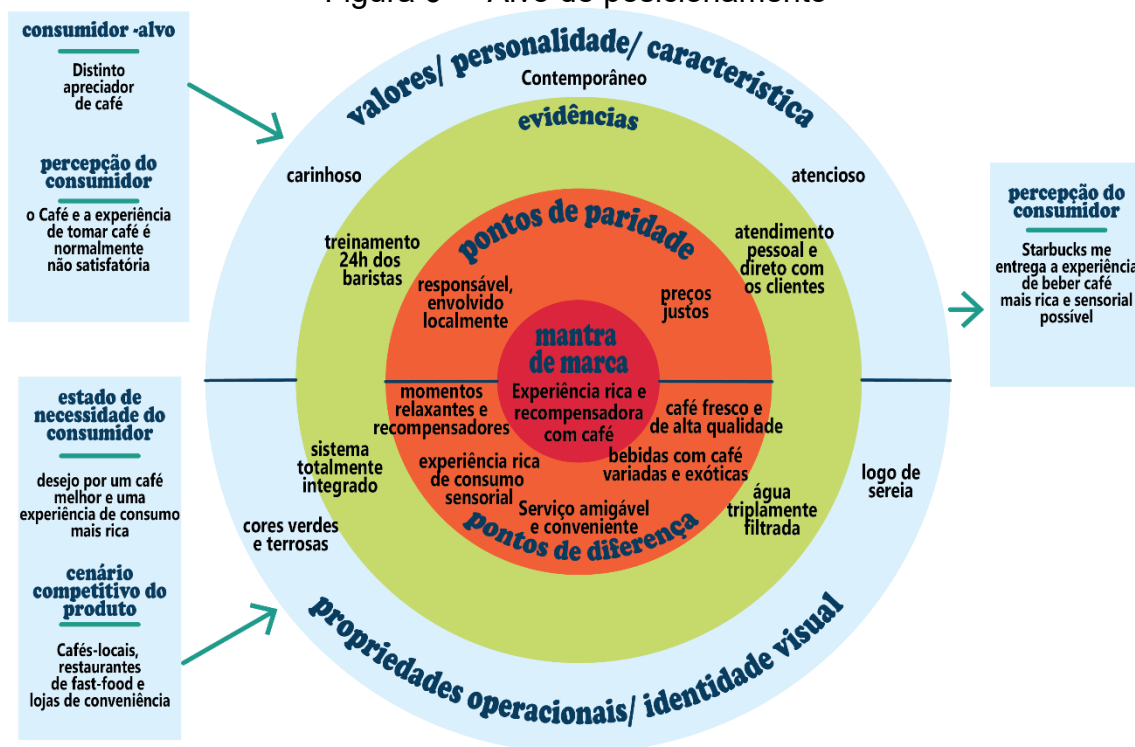 consumidor -alvo
Distinto
apreciador
de café
percepção do
consumidor
o Café e a experiência
de tomar café é
normalmente
não satisfatória
estado de
necessidade do
consumidor
desejo por um café
melhor e uma
experiência de consumo
mais rica
cenário
competitivo do
produto
Cafés-locais,
restaurantes
de fast-food e
lojas de conveniência
valores/ personalidade/ característica
Contemporâneo
carinhoso
atencioso
evidências
treinamento
24h dos
baristas
atendimento
pessoal e
direto com
os clientes
pontos de paridade
responsável,
envolvido
localmente
preços
justos
mantra
de marca
Experiência rica e
recompensadora
com café
momentos
relaxantes e
recompensadores
café fresco e
de alta qualidade
experiência rica
de consumo
sensorial
bebidas com café
variadas e exóticas
Serviço amigável
e conveniente
pontos de diferença
sistema
totalmente
integrado
água
triplamente
filtrada
cores verdes
e terrosas
logo de
sereia
propriedades operacionais/ identidade visual
percepção do
consumidor
Starbucks me
entrega a experiência
de beber café
mais rica e sensorial
possível